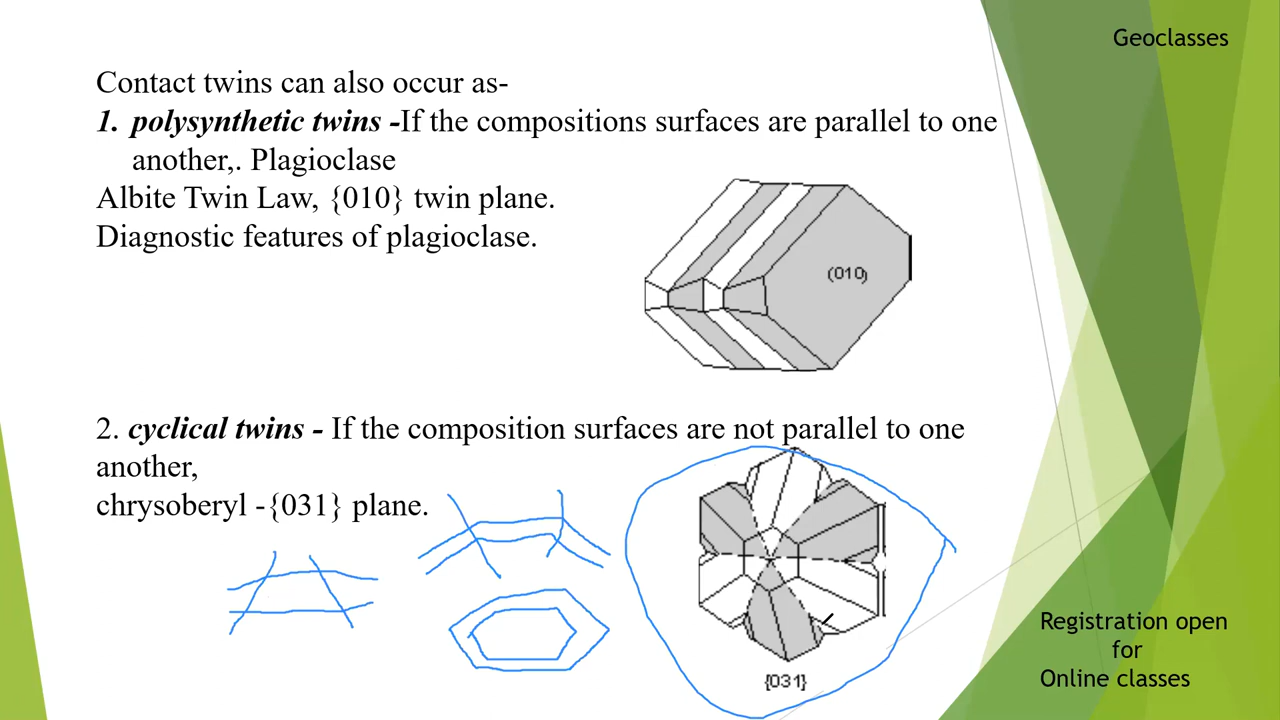 Geoclasses
Contact twins can also occur as-
1. polysynthetic twins -If the compositions surfaces are parallel to one
another,. Plagioclase
Albite Twin Law, {010} twin plane.
Diagnostic features of plagioclase.
(010)
2. cyclical twins - If the composition surfaces are not parallel to one
another,
chrysoberyl -{031} plane.
{031}
Registration open
for
Online classes